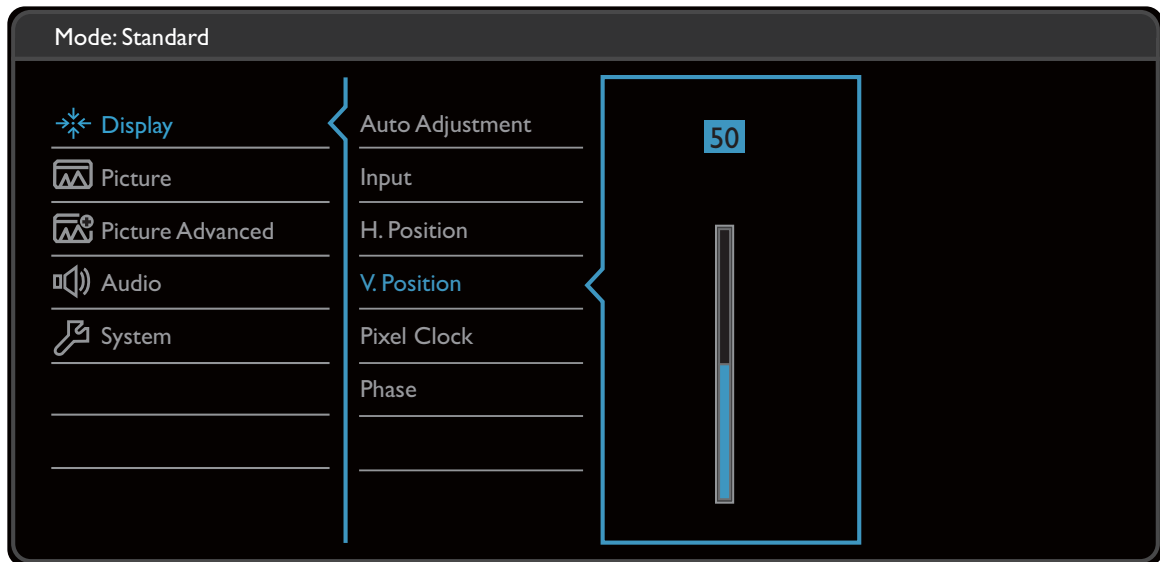 Mode: Standard
Display
Picture
Picture Advanced
Audio
System
Auto Adjustment
Input
H. Position
V. Position
Pixel Clock
Phase
50